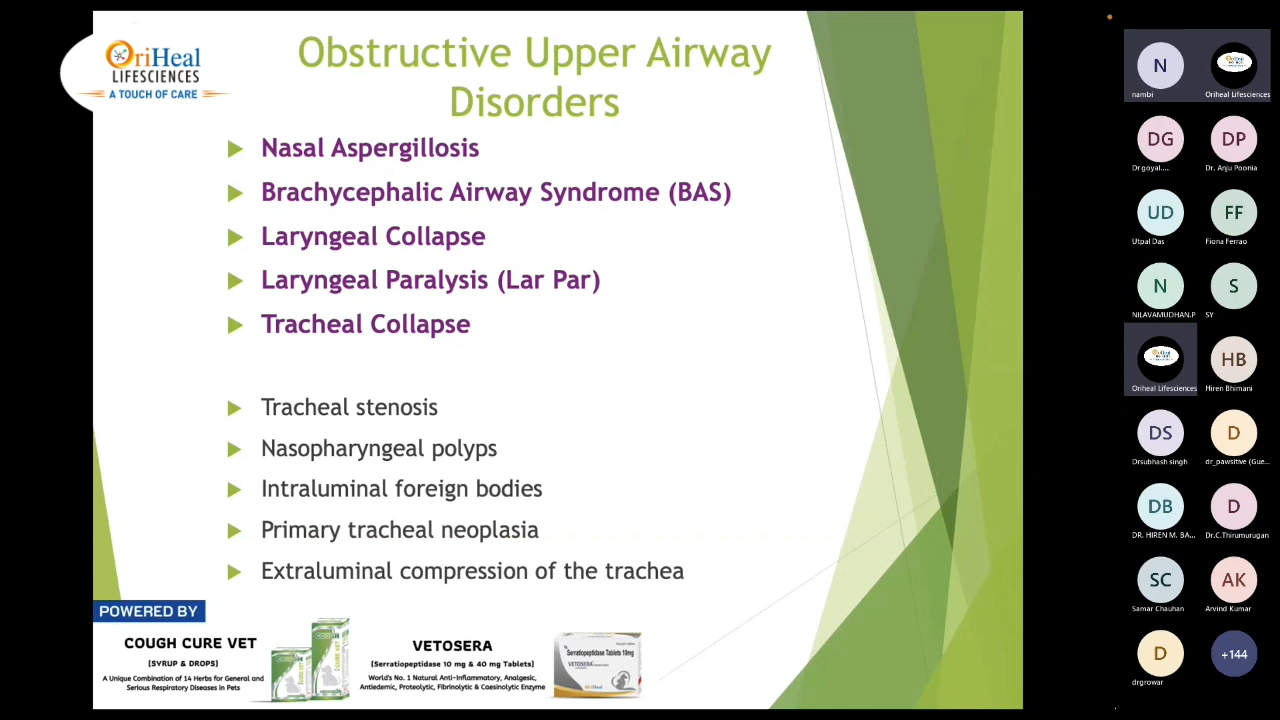 OriHeal
LIFESCIENCES
A TOUCH OF CARE
Obstructive Upper Airway
Disorders
Nasal Aspergillosis
Brachycephalic Airway Syndrome (BAS)
Laryngeal Collapse
Laryngeal Paralysis (Lar Par)
Tracheal Collapse
Tracheal stenosis
Nasopharyngeal polyps
Intraluminal foreign bodies
Primary tracheal neoplasia
Extraluminal compression of the trachea
POWERED BY
COUGH CURE VET
(SYRUP & DROPS)
A Unique Combination of 14 Herbs for General and
Serious Respiratory Diseases in Pets
VETOSERA
(Serratiopeptidase 10 mg & 40 mg Tablets)
World's No. 1 Natural Anti-Inflammatory, Analgesic,
Antiedemic, Proteolytic, Fibrinolytic & Caesinolytic Enzyme
Serratiopeptidase Tablets 10mg
VETOSERA
OriHeal
N
nambi
Oriheal Lifesciences
DG
Dr goyal.....
DP
Dr. Anju Poonia
UD
Utpal Das
FF
Fiona Ferrao
N
NILAVAMUDHAN.P
S
SY
Oriheal Lifesciences
HB
Hiren Bhimani
DS
Drsubhash singh
D
dr_pawsitive (Gue...
DB
DR. HIREN M. BA...
D
Dr.C.Thirumurugan
SC
Samar Chauhan
AK
Arvind Kumar
D
drgrowar
+144